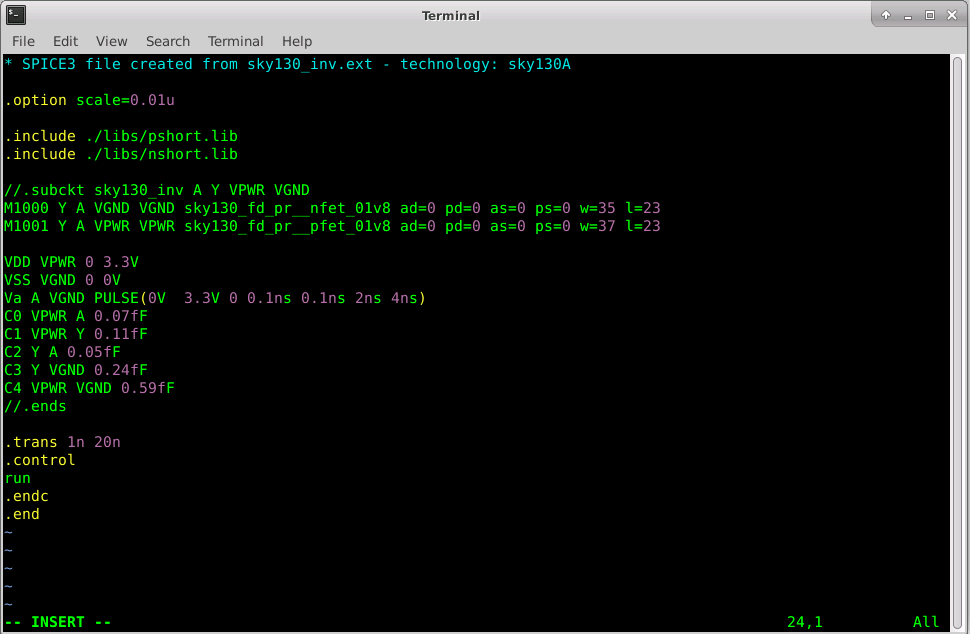 Terminal
File Edit View Search Terminal Help
* SPICE3 file created from sky130_inv.ext - technology: sky130A
.option scale=0.01u
.include ./libs/pshort.lib
.include ./libs/nshort.lib
//.subckt sky130_inv A Y VPWR VGND
M1000 Y A VGND VGND sky130_fd_pr__nfet_01v8 ad=0 pd=0 as=0 ps=0 w=35 l=23
M1001 Y A VPWR VPWR sky130_fd_pr__pfet_01v8 ad=0 pd=0 as=0 ps=0 w=37 l=23
VDD VPWR 0 3.3V
VSS VGND 0 0V
Va A VGND PULSE(0V  3.3V 0 0.1ns 0.1ns 2ns 4ns)
C0 VPWR A 0.07fF
C1 VPWR Y 0.11fF
C2 Y A 0.05fF
C3 Y VGND 0.24fF
C4 VPWR VGND 0.59fF
//.ends
.trans 1n 20n
.control
run
.endc
.end
~
~
~
~
~
-- INSERT -- 24,1 All